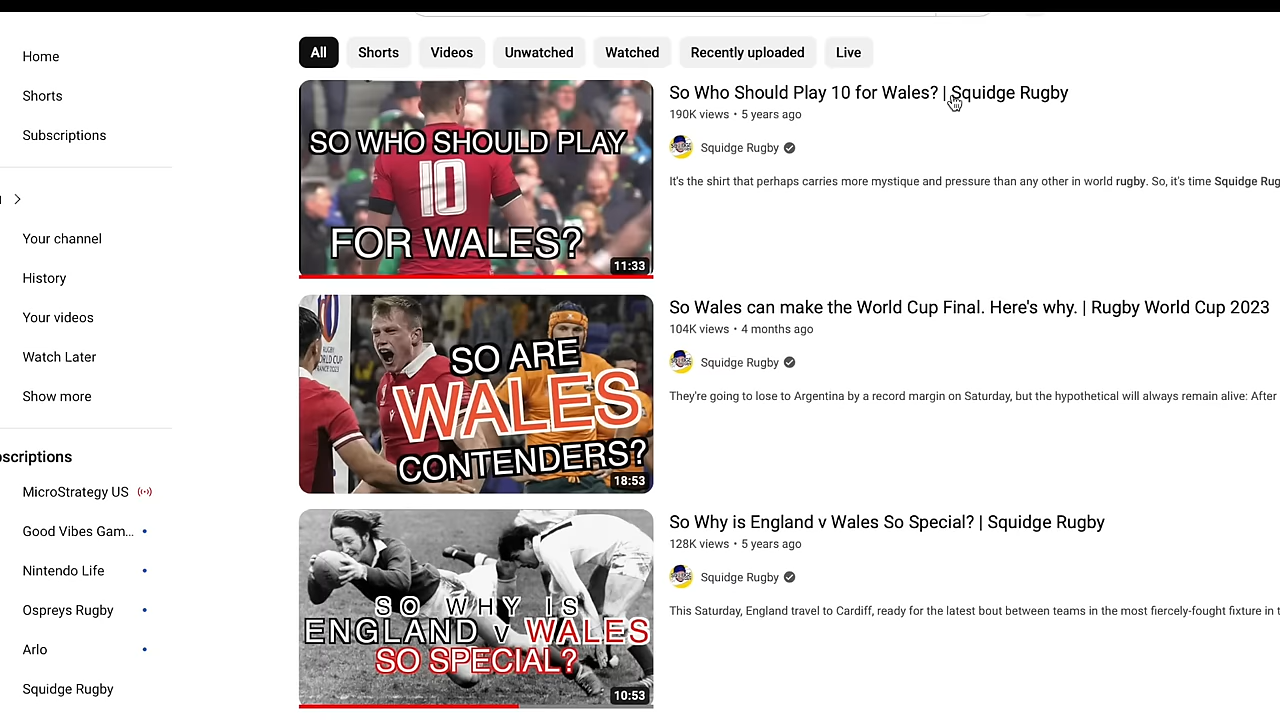 Home
Shorts
Subscriptions
Your channel
History
Your videos
Watch Later
Show more
scriptions
MicroStrategy US
Good Vibes Gam...
Nintendo Life
Ospreys Rugby
Arlo
Squidge Rugby
All Shorts Videos Unwatched Watched Recently uploaded Live
SO WHO SHOULD PLAY
10
FOR WALES?
11:33
So Who Should Play 10 for Wales? | Squidge Rugby
190K views • 5 years ago
Squidge Rugby
It's the shirt that perhaps carries more mystique and pressure than any other in world rugby. So, it's time Squidge Rug
RUGBY
WORLD CUP
FRANCE 2023
SO ARE
WALES
CONTENDERS?
18:53
So Wales can make the World Cup Final. Here's why. | Rugby World Cup 2023
104K views • 4 months ago
Squidge Rugby
They're going to lose to Argentina by a record margin on Saturday, but the hypothetical will always remain alive: After
SO WHY IS
ENGLAND v WALES
SO SPECIAL?
10:53
So Why is England v Wales So Special? | Squidge Rugby
128K views • 5 years ago
Squidge Rugby
This Saturday, England travel to Cardiff, ready for the latest bout between teams in the most fiercely-fought fixture in t